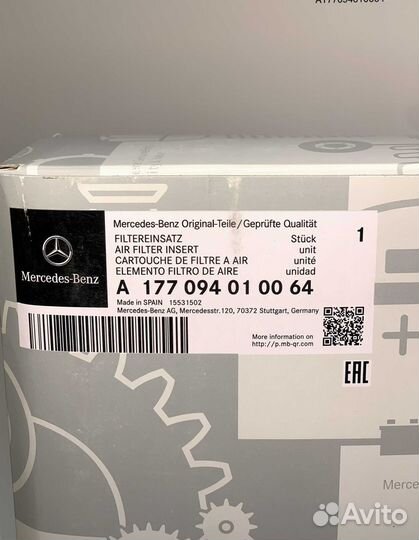 Mercedes-Benz Original-Teile/Geprüfte Qualität
FILTEREINSATZ Stück 1
AIR FILTER INSERT unit
CARTOUCHE DE FILTRE A AIR unité
ELEMENTO FILTRO DE AIRE unidad
Mercedes-Benz
A 177 094 01 00 64
Made in SPAIN 15531502
Mercedes-Benz AG, Mercedesstr.120, 70372 Stuttgart, Germany
More information on
http://p.mb-qr.com
EAC
Merce
Avito